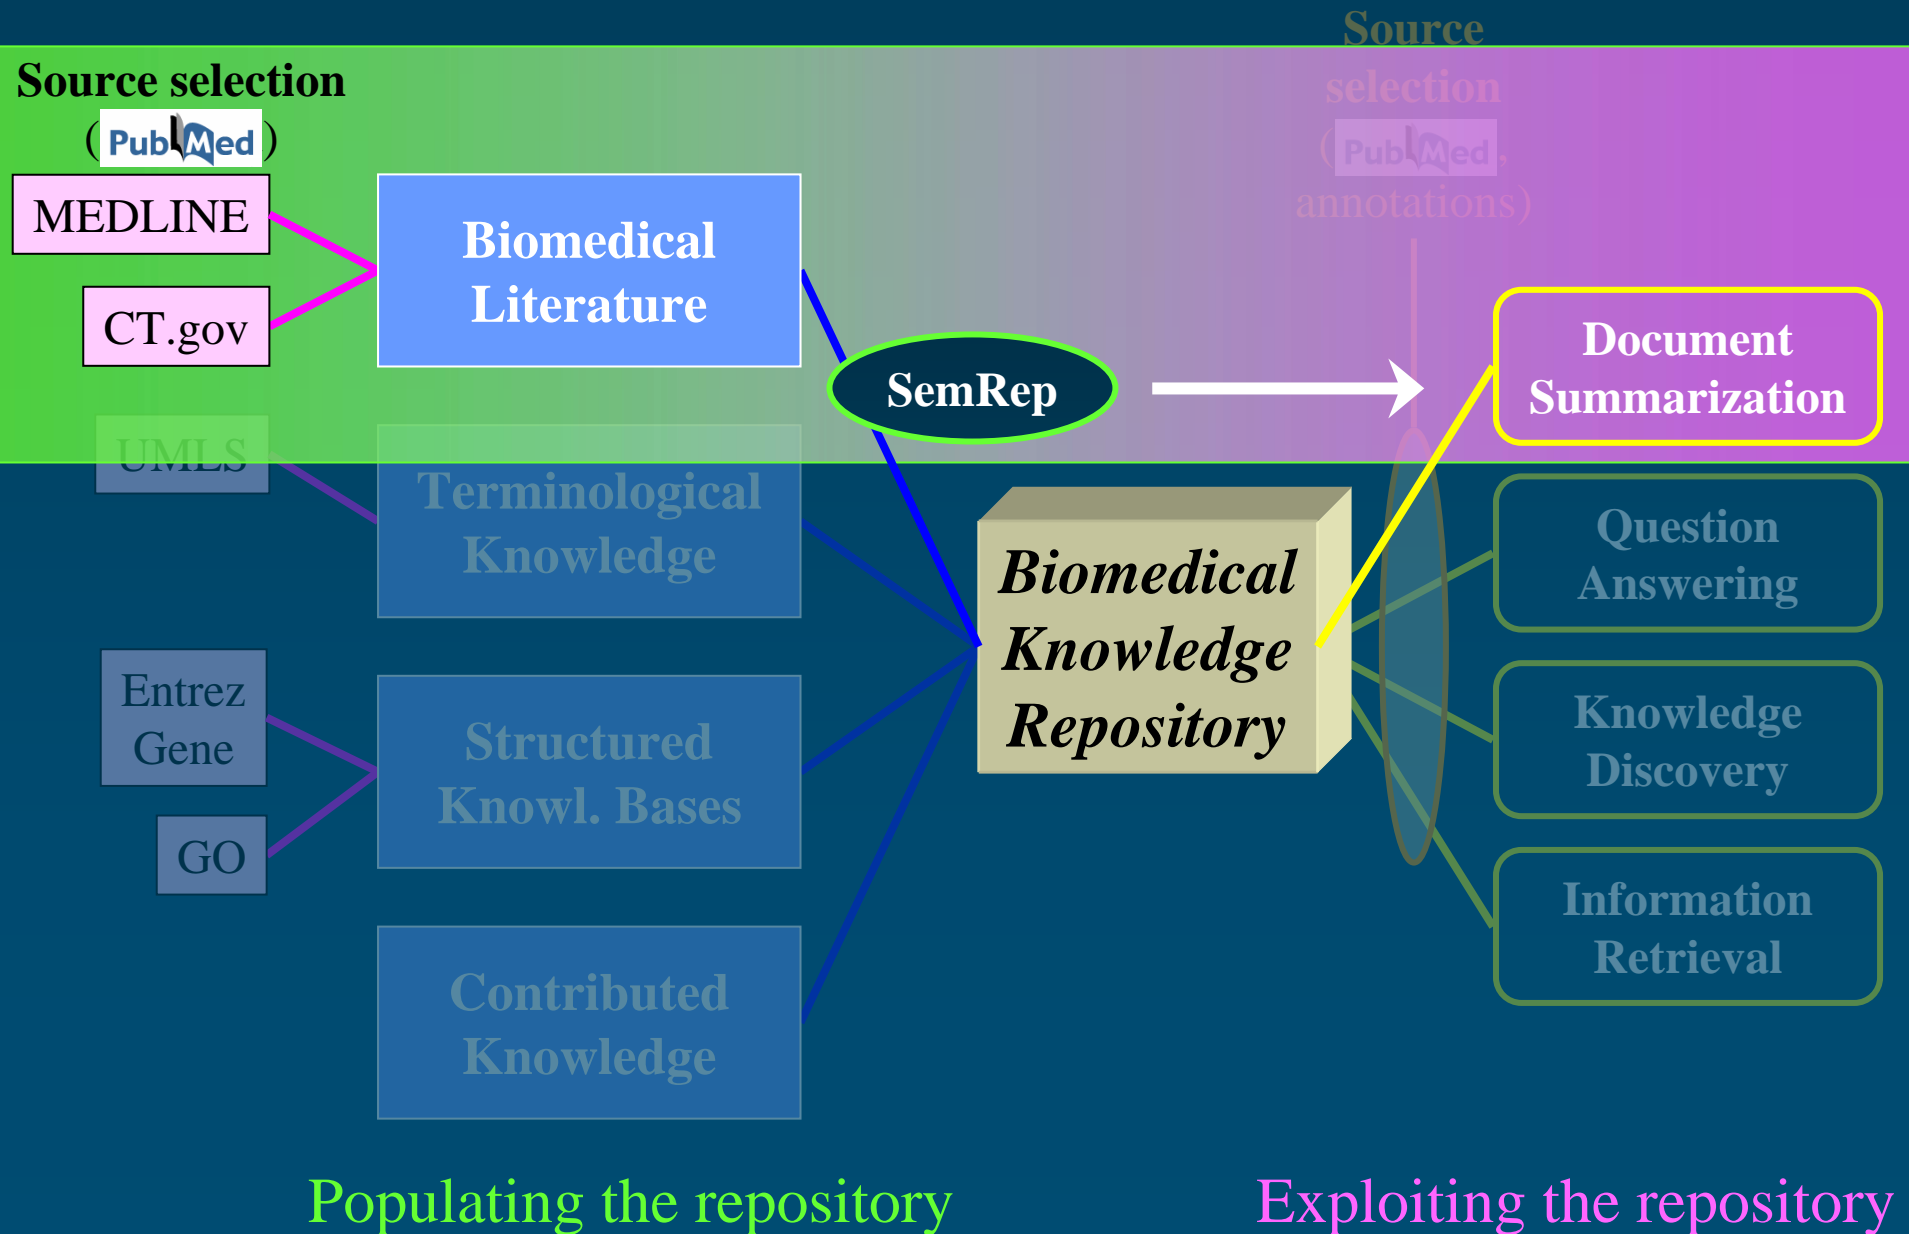 Source selection
(PubMed)
MEDLINE
CT.gov
UMLS
Entrez
Gene
GO
Biomedical
Literature
Terminological
Knowledge
Structured
Knowl. Bases
Contributed
Knowledge
SemRep
Biomedical
Knowledge
Repository
Source
selection
(PubMed,
annotations)
Document
Summarization
Question
Answering
Knowledge
Discovery
Information
Retrieval
Populating the repository
Exploiting the repository